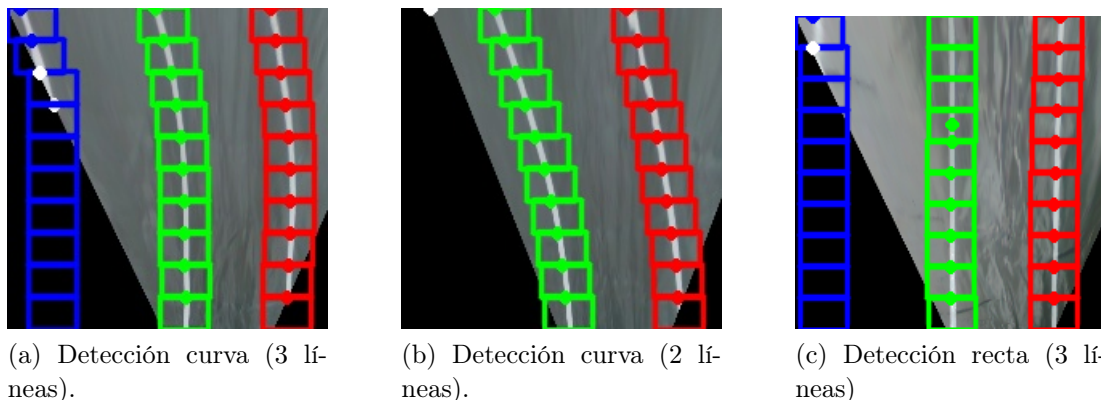 (a) Detección curva (3 lí-
neas).
(b) Detección curva (2 lí-
neas).
(c) Detección recta (3 lí-
neas)